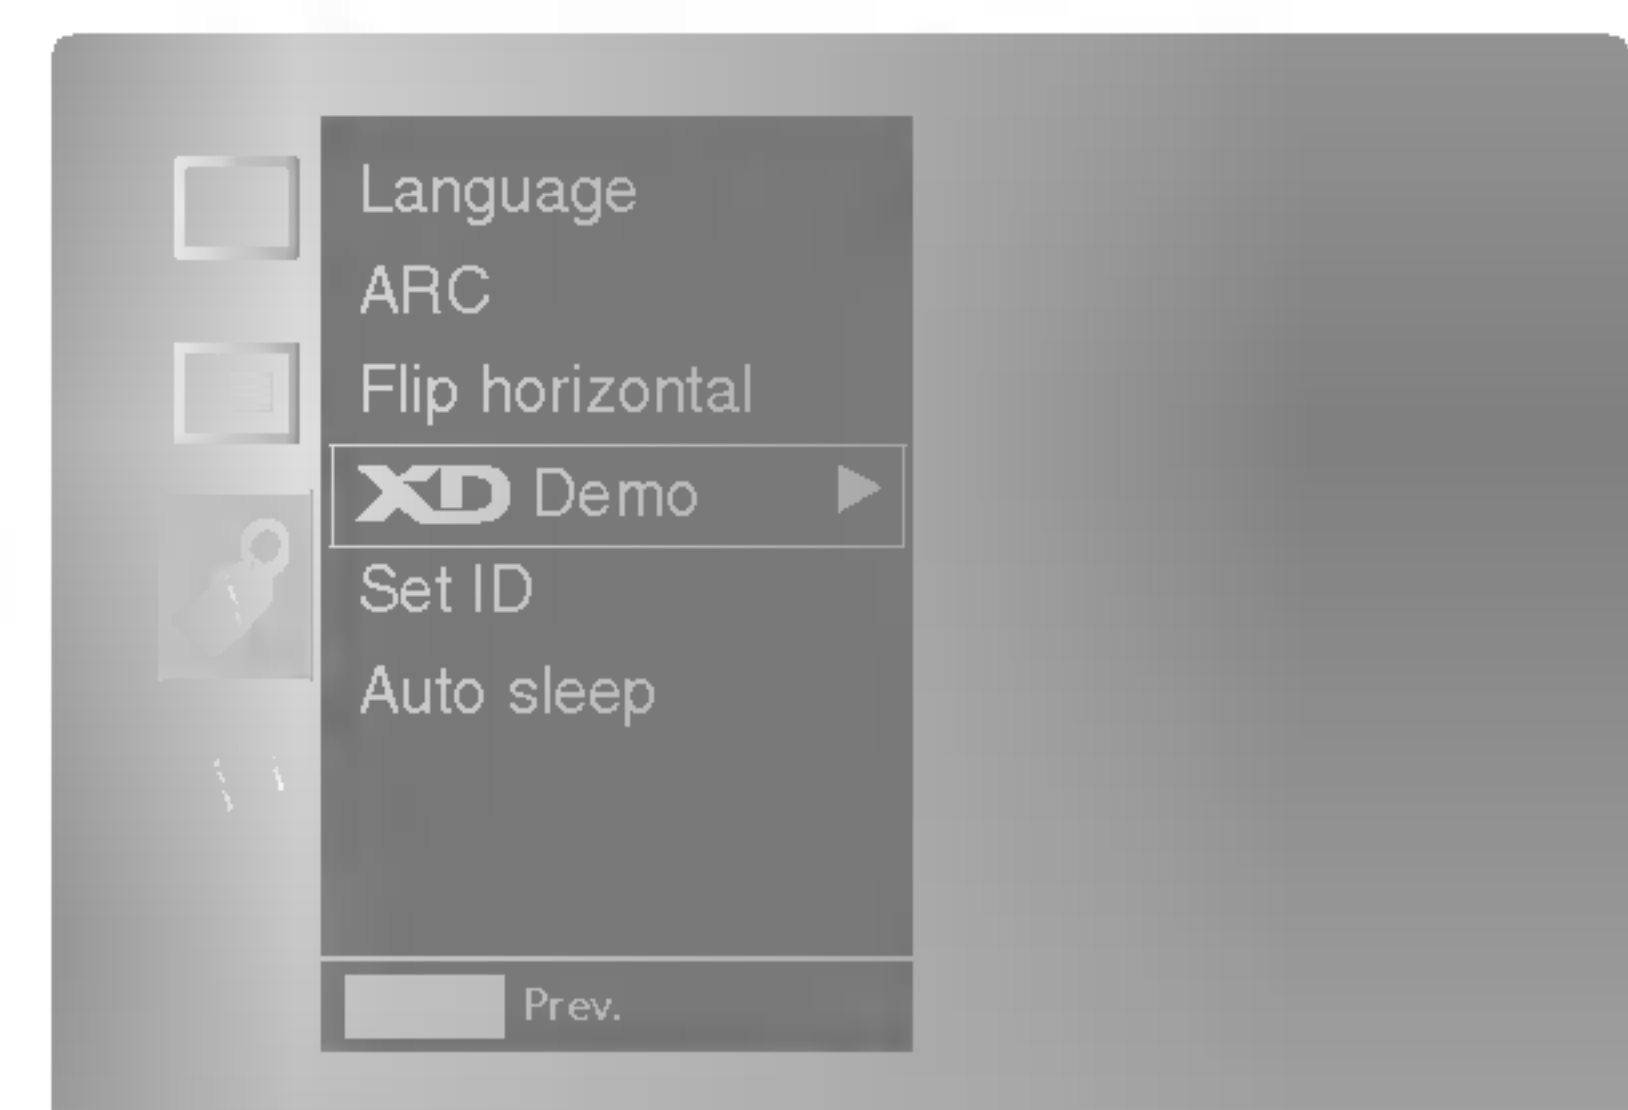 Language
ARC
Flip horizontal
XD Demo
Set ID
Auto sleep
Prev.